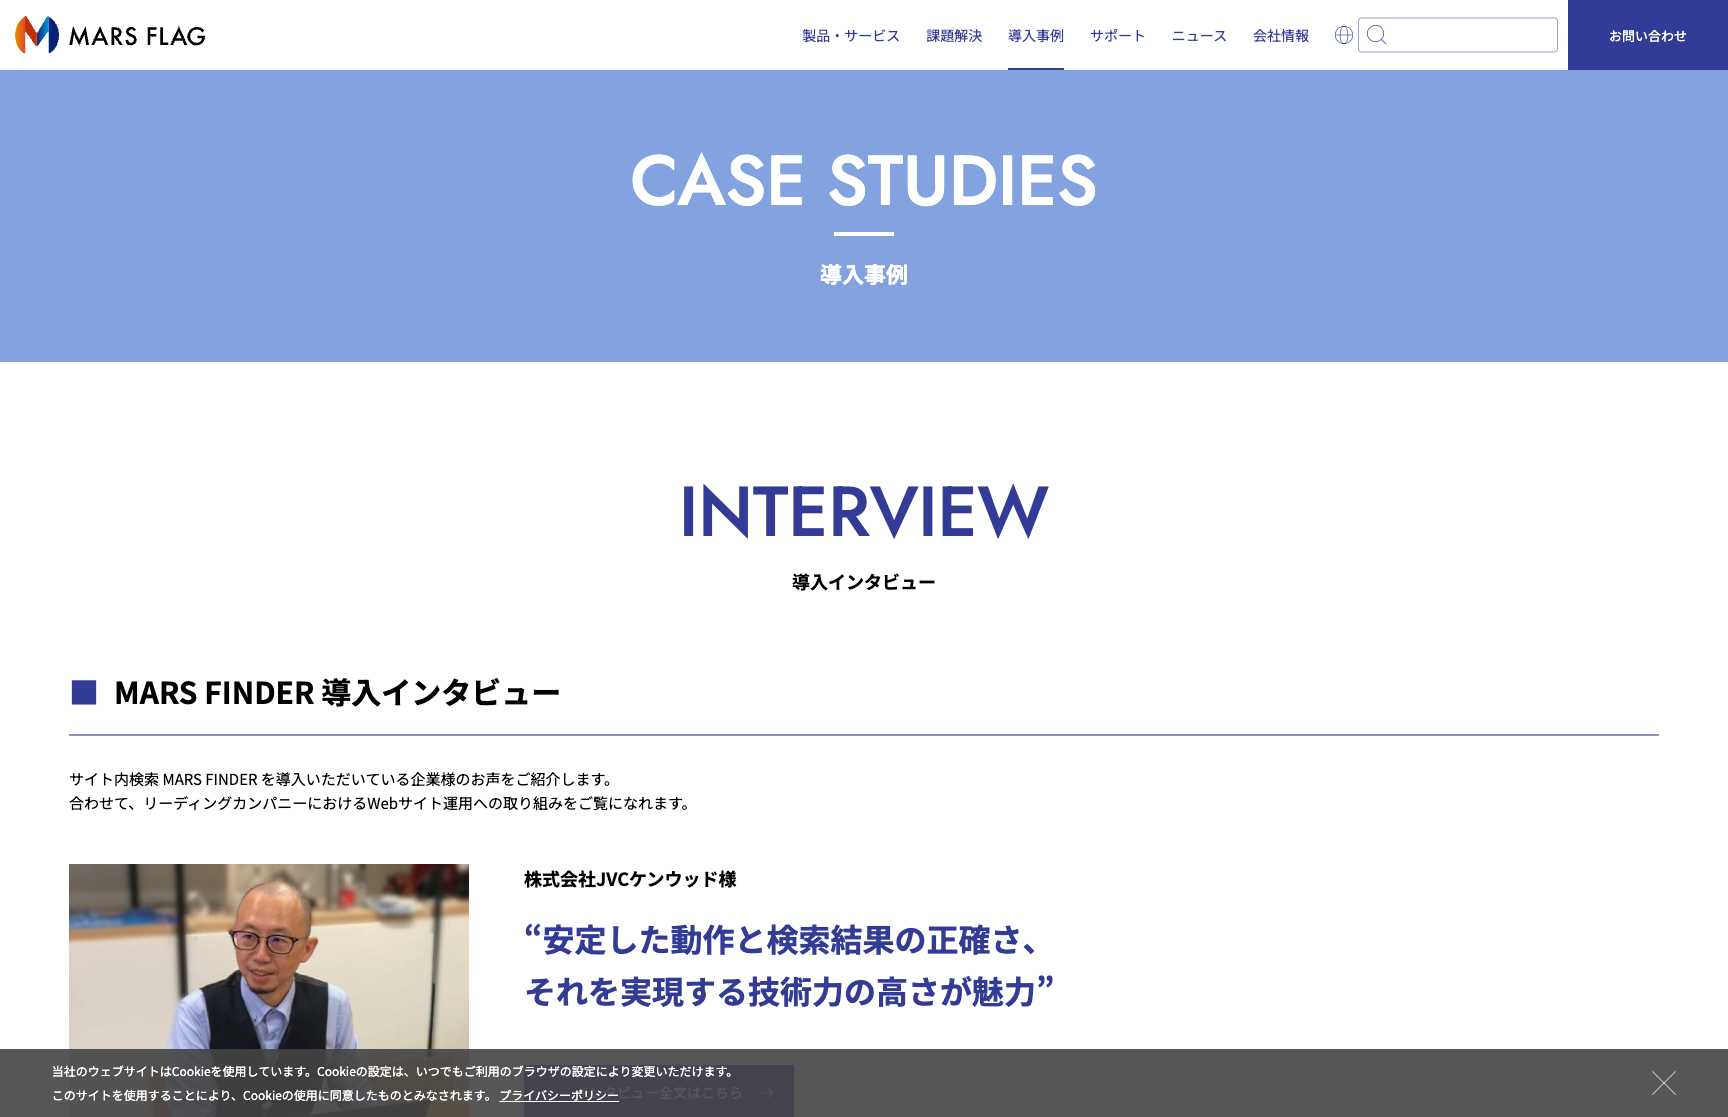 MARS FLAG
製品・サービス
課題解決
導入事例
サポート
ニュース
会社情報
お問い合わせ
CASE STUDIES
導入事例
INTERVIEW
導入インタビュー
MARS FINDER 導入インタビュー
サイト内検索 MARS FINDER を導入いただいている企業様のお声をご紹介します。
合わせて、リーディングカンパニーにおけるWebサイト運用への取り組みをご覧になれます。
株式会社JVCケンウッド様
“安定した動作と検索結果の正確さ、
それを実現する技術力の高さが魅力”
インタビュー全文はこちら
当社のウェブサイトはCookieを使用しています。Cookieの設定は、いつでもご利用のブラウザの設定により変更いただけます。
このサイトを使用することにより、Cookieの使用に同意したものとみなされます。 プライバシーポリシー